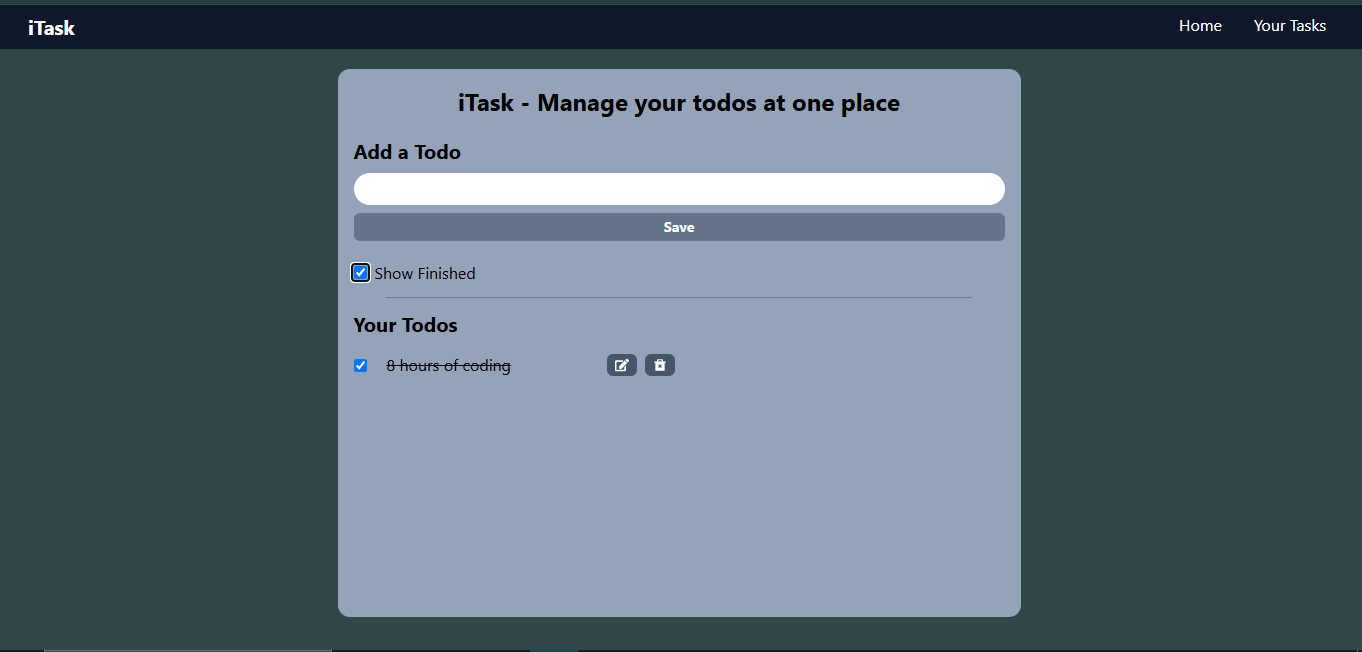 iTask
Home
Your Tasks
iTask - Manage your todos at one place
Add a Todo
Save
Show Finished
Your Todos
8 hours of coding